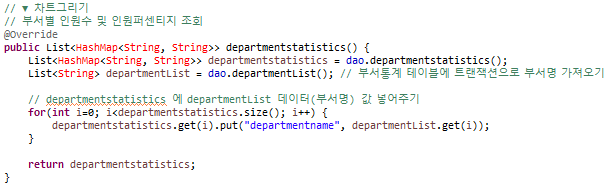 // ▼ 차트그리기
// 부서별 인원수 및 인원퍼센티지 조회
@Override
public List<HashMap<String, String>> departmentstatistics() {
List<HashMap<String, String>> departmentstatistics = dao.departmentstatistics();
List<String> departmentList = dao.departmentList(); // 부서통계 테이블에 트랜잭션으로 부서명 가져오기
// departmentstatistics 에 departmentList 데이터(부서명) 값 넣어주기
for(int i=0; i<departmentstatistics.size(); i++) {
departmentstatistics.get(i).put("departmentname", departmentList.get(i));
}
return departmentstatistics;
}